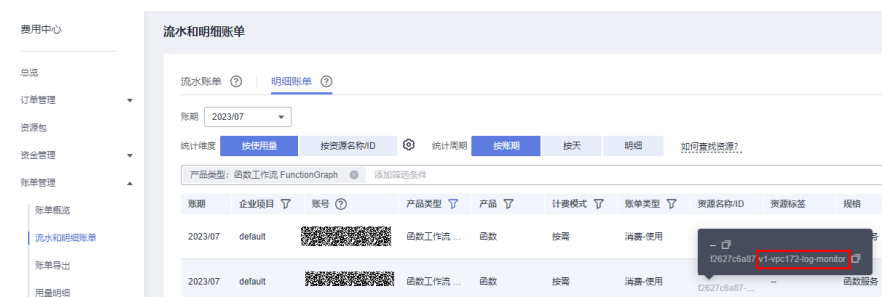 费用中心
总览
订单管理
资源包
资金管理
账单管理
账单概览
流水和明细账单
账单导出
用量明细
流水和明细账单
流水账单 明细账单
账期 2023/07
统计维度 按使用量 按资源名称/ID 统计周期 按账期 按天 明细 如何查找资源?
产品类型: 函数工作流 FunctionGraph 添加筛选条件
账期 企业项目 账号 产品类型 产品 计费模式 账单类型 资源名称/ID 资源标签 规格
2023/07 default 函数工作流 ... 函数 按需 消费-使用
--
f2627c6a87-v1-vpc172-log-monitor
2023/07 default 函数工作流 ... 函数 按需 消费-使用 f2627c6a87-... -- 函数服务